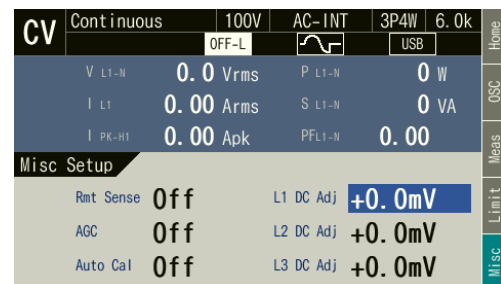 CV Continuous 100V AC-INT 3P4W 6.0k
OFF-L USB
V L1-N 0.0 Vrms P L1-N 0 W
I L1 0.00 Arms S L1-N 0 VA
I PK-H1 0.00 Apk PFL1-N 0.00
Misc Setup
Rmt Sense Off L1 DC Adj +0.0mV
AGC Off L2 DC Adj +0.0mV
Auto Cal Off L3 DC Adj +0.0mV
Home
OSC
Meas
Limit
Misc